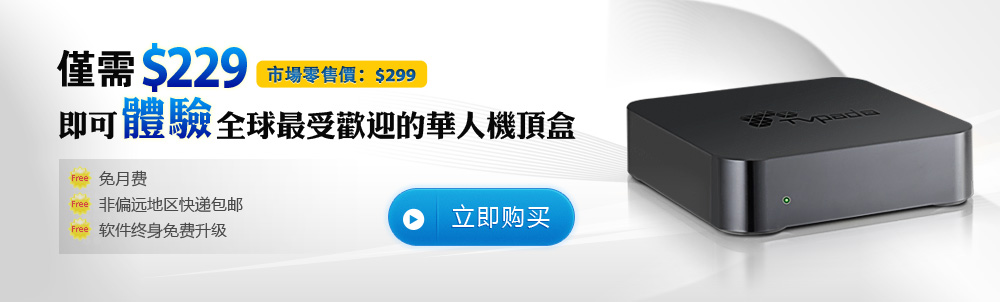 僅需 $229 市場零售價：$299
即可體驗全球最受歡迎的華人機頂盒
Free 免月费
Free 非偏远地区快递包邮
Free 软件终身免费升级
立即购买
Tvpad